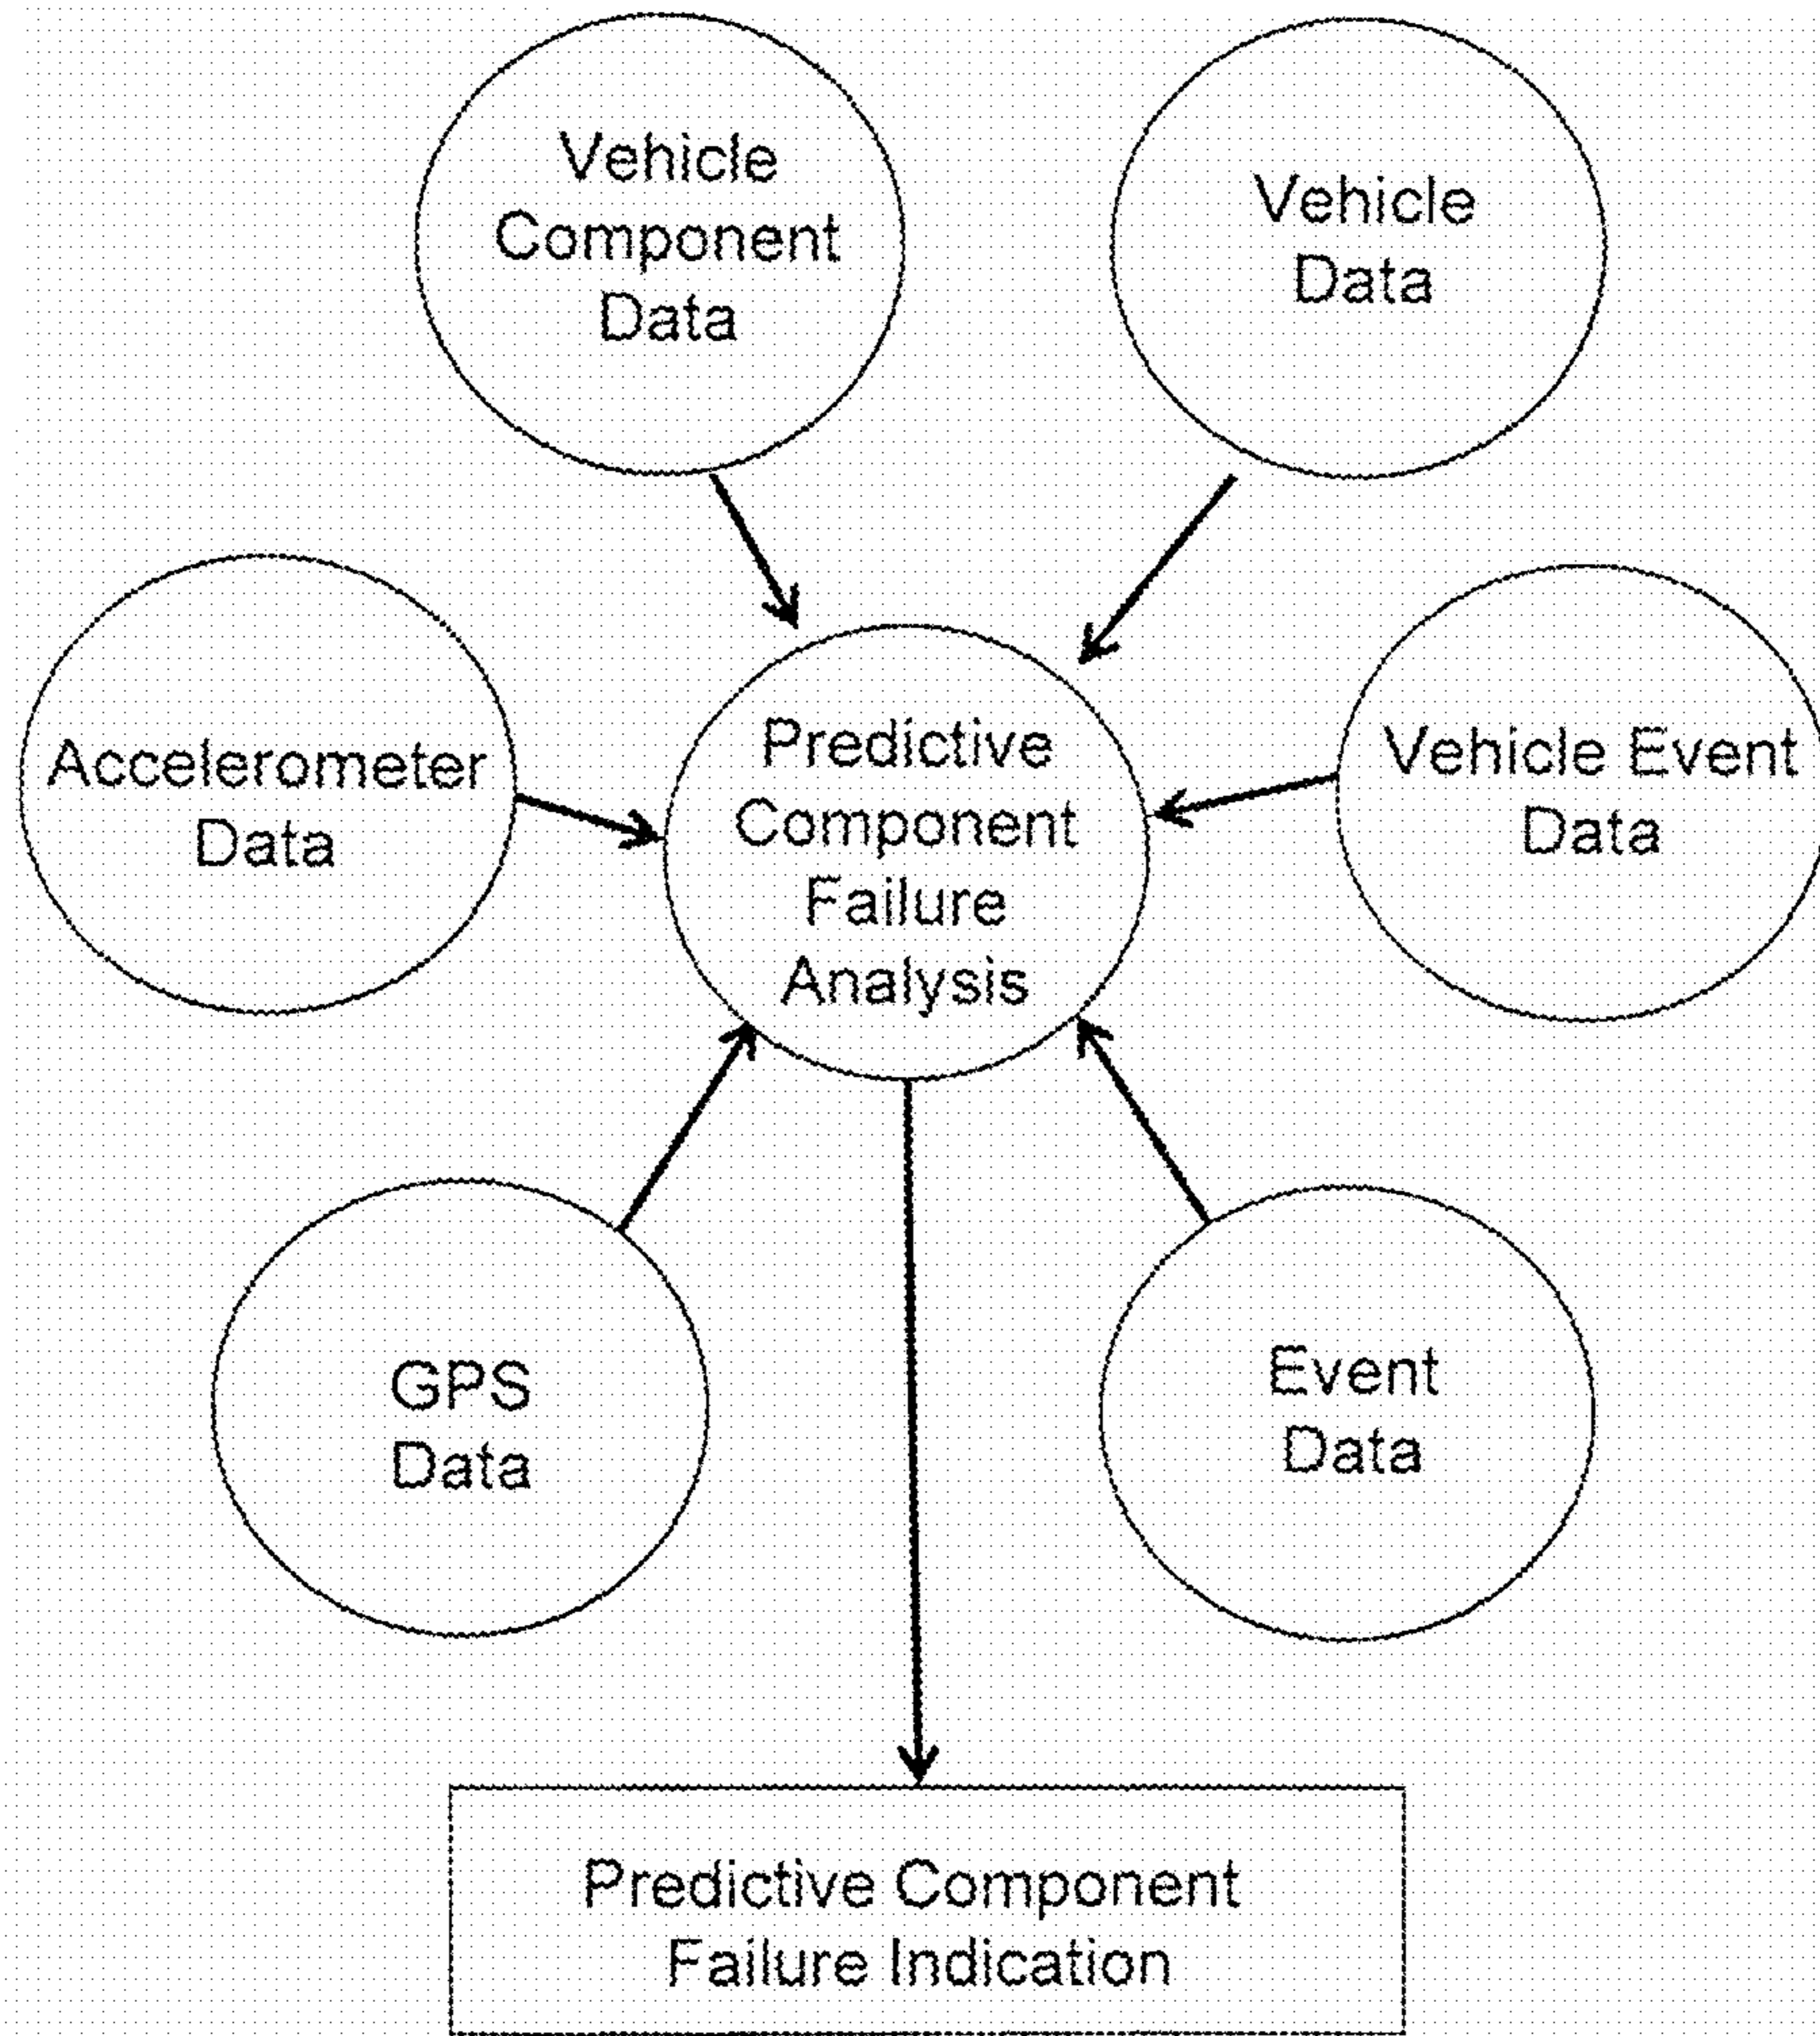 Vehicle
Component
Data
Vehicle
Data
Accelerometer
Data
Predictive
Component
Failure
Analysis
Vehicle Event
Data
GPS
Data
Event
Data
Predictive Component
Failure Indication